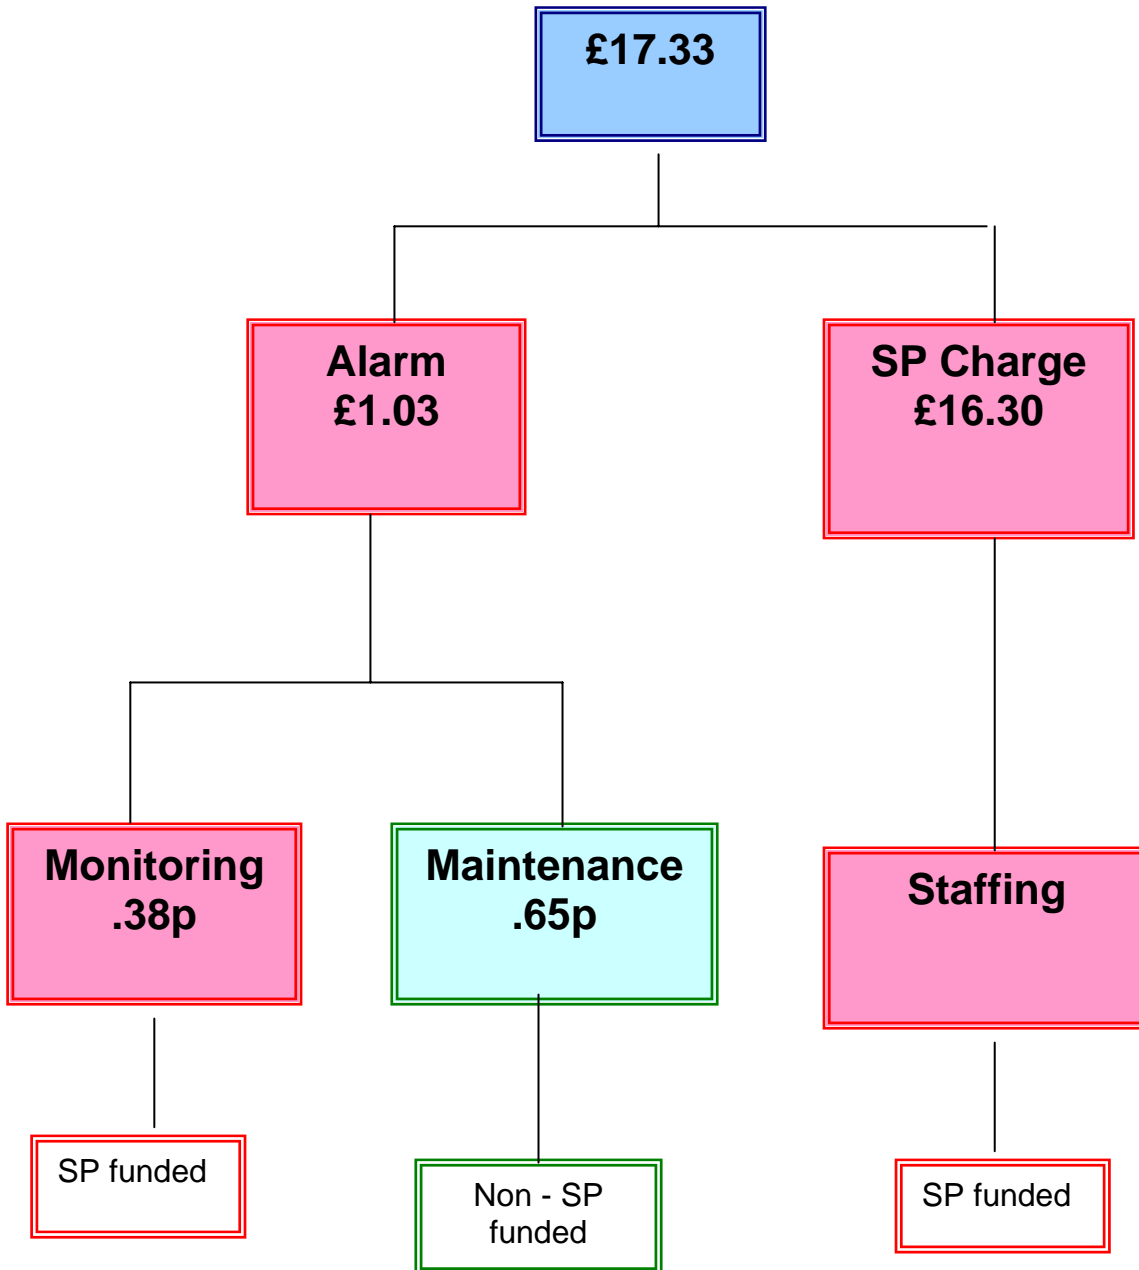 £17.33
Alarm
£1.03
SP Charge
£16.30
Monitoring
.38p
Maintenance
.65p
Staffing
SP funded
Non - SP
funded
SP funded